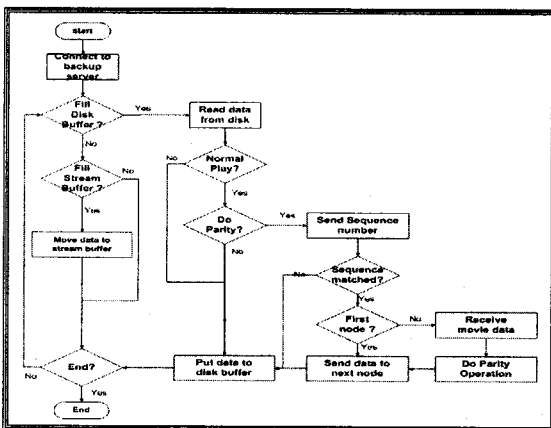 start
Connect to
backup
server
Fill
Disk
Buffer ?
Yes
No
Read data
from disk
Normal
Play?
No
Yes
Fill
Stream
Buffer ?
No
Yes
Do
Parity?
Yes
No
Send Sequence
number
Move data to
stream buffer
Sequence
matched?
No
Yes
First
node ?
No
Yes
Receive
movie data
End?
No
Yes
Put data to
disk buffer
Send data to
next node
Do Parity
Operation
End